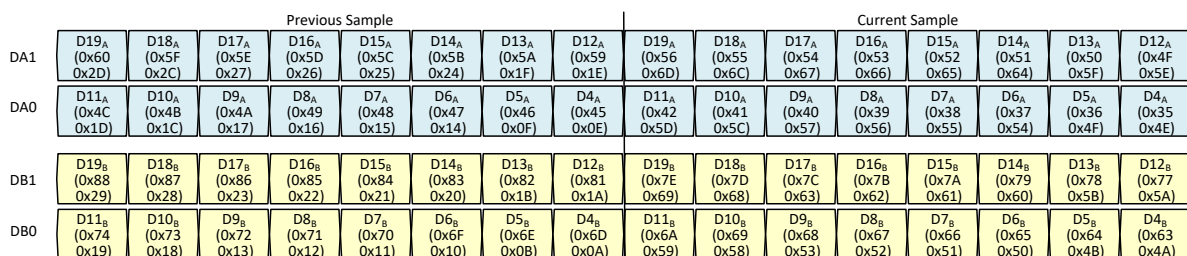 Previous Sample Current Sample
DA1 D19A D18A D17A D16A D15A D14A D13A D12A D19A D18A D17A D16A D15A D14A D13A D12A
(0x60 (0x5F (0x5E (0x5D (0x5C (0x5B (0x5A (0x59 (0x56 (0x55 (0x54 (0x53 (0x52 (0x51 (0x50 (0x4F
0x2D) 0x2C) 0x27) 0x26) 0x25) 0x24) 0x1F) 0x1E) 0x6D) 0x6C) 0x67) 0x66) 0x65) 0x64) 0x5F) 0x5E)
DA0 D11A D10A D9A D8A D7A D6A D5A D4A D11A D10A D9A D8A D7A D6A D5A D4A
(0x4C (0x4B (0x4A (0x49 (0x48 (0x47 (0x46 (0x45 (0x42 (0x41 (0x40 (0x39 (0x38 (0x37 (0x36 (0x35
0x1D) 0x1C) 0x17) 0x16) 0x15) 0x14) 0x0F) 0x0E) 0x5D) 0x5C) 0x57) 0x56) 0x55) 0x54) 0x4F) 0x4E)
DB1 D19B D18B D17B D16B D15B D14B D13B D12B D19B D18B D17B D16B D15B D14B D13B D12B
(0x88 (0x87 (0x86 (0x85 (0x84 (0x83 (0x82 (0x81 (0x7E (0x7D (0x7C (0x7B (0x7A (0x79 (0x78 (0x77
0x29) 0x28) 0x23) 0x22) 0x21) 0x20) 0x1B) 0x1A) 0x69) 0x68) 0x63) 0x62) 0x61) 0x60) 0x5B) 0x5A)
DB0 D11B D10B D9B D8B D7B D6B D5B D4B D11B D10B D9B D8B D7B D6B D5B D4B
(0x74 (0x73 (0x72 (0x71 (0x70 (0x6F (0x6E (0x6D (0x6A (0x69 (0x68 (0x67 (0x66 (0x65 (0x64 (0x63
0x19) 0x18) 0x13) 0x12) 0x11) 0x10) 0x0B) 0x0A) 0x59) 0x58) 0x53) 0x52) 0x51) 0x50) 0x4B) 0x4A)